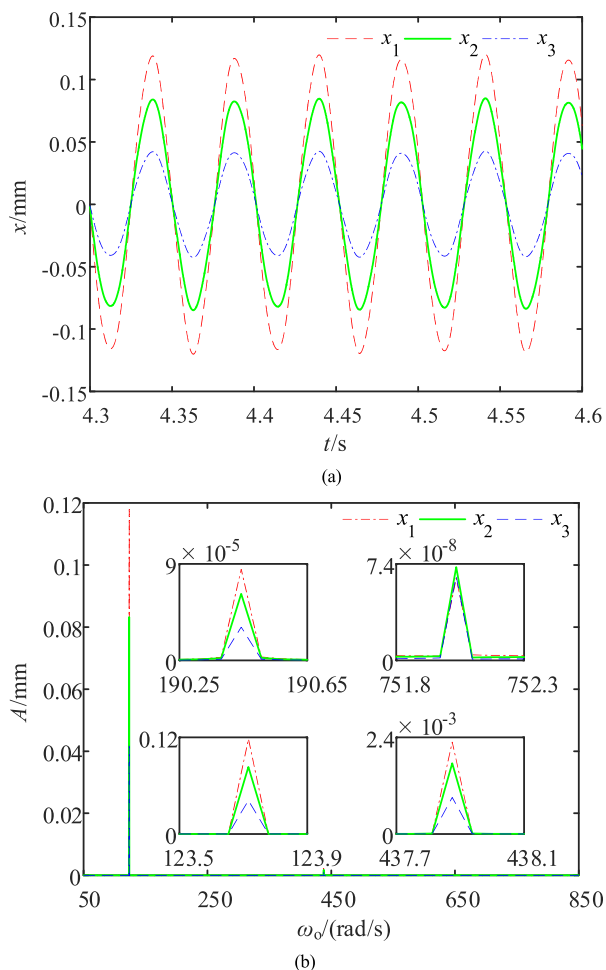 0.15
x₁ x₂ x₃
0.1
0.05
0
-0.05
-0.1
-0.15
x/mm
4.3 4.36 4.4 4.45 4.5 4.56 4.6
t/s
(a)
0.12
x₁ x₂ x₃
0.1
0.08
0.06
0.04
0.02
0
A/mm
9 × 10⁻⁵
0
190.25 190.65
7.4 × 10⁻⁸
0
751.8 752.3
0.12
0
123.5 123.9
2.4 × 10⁻³
0
437.7 438.1
50 250 450 650 850
ωₒ/(rad/s)
(b)